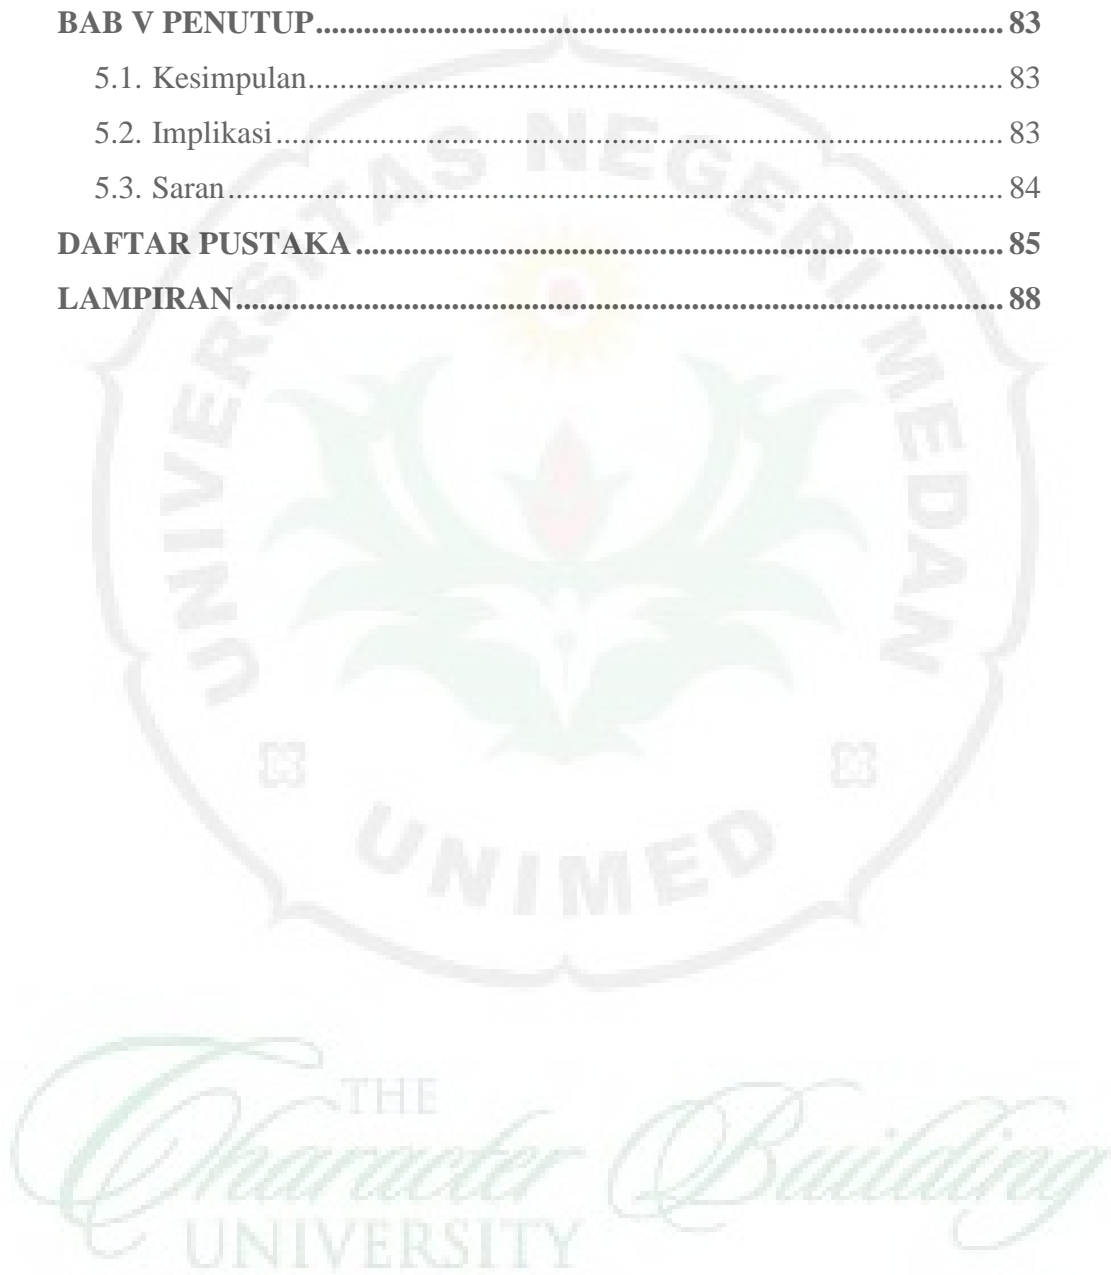 BAB V PENUTUP.......................................................................................83
5.1. Kesimpulan........................................................................................83
5.2. Implikasi............................................................................................83
5.3. Saran..................................................................................................84
DAFTAR PUSTAKA..................................................................................85
LAMPIRAN.................................................................................................88
UNIVERSITAS NEGERI MEDAN
UNIMED
THE
Character Building
UNIVERSITY